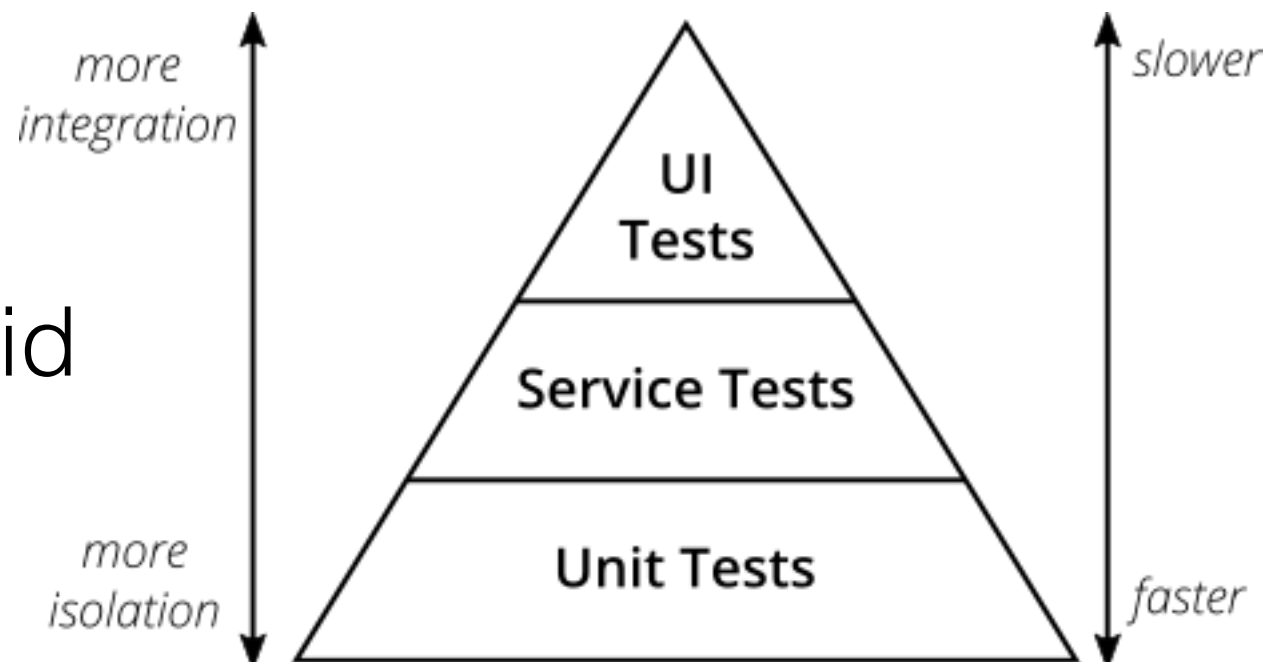 more
integration
slower
UI
Tests
id
Service Tests
more
isolation
Unit Tests
faster